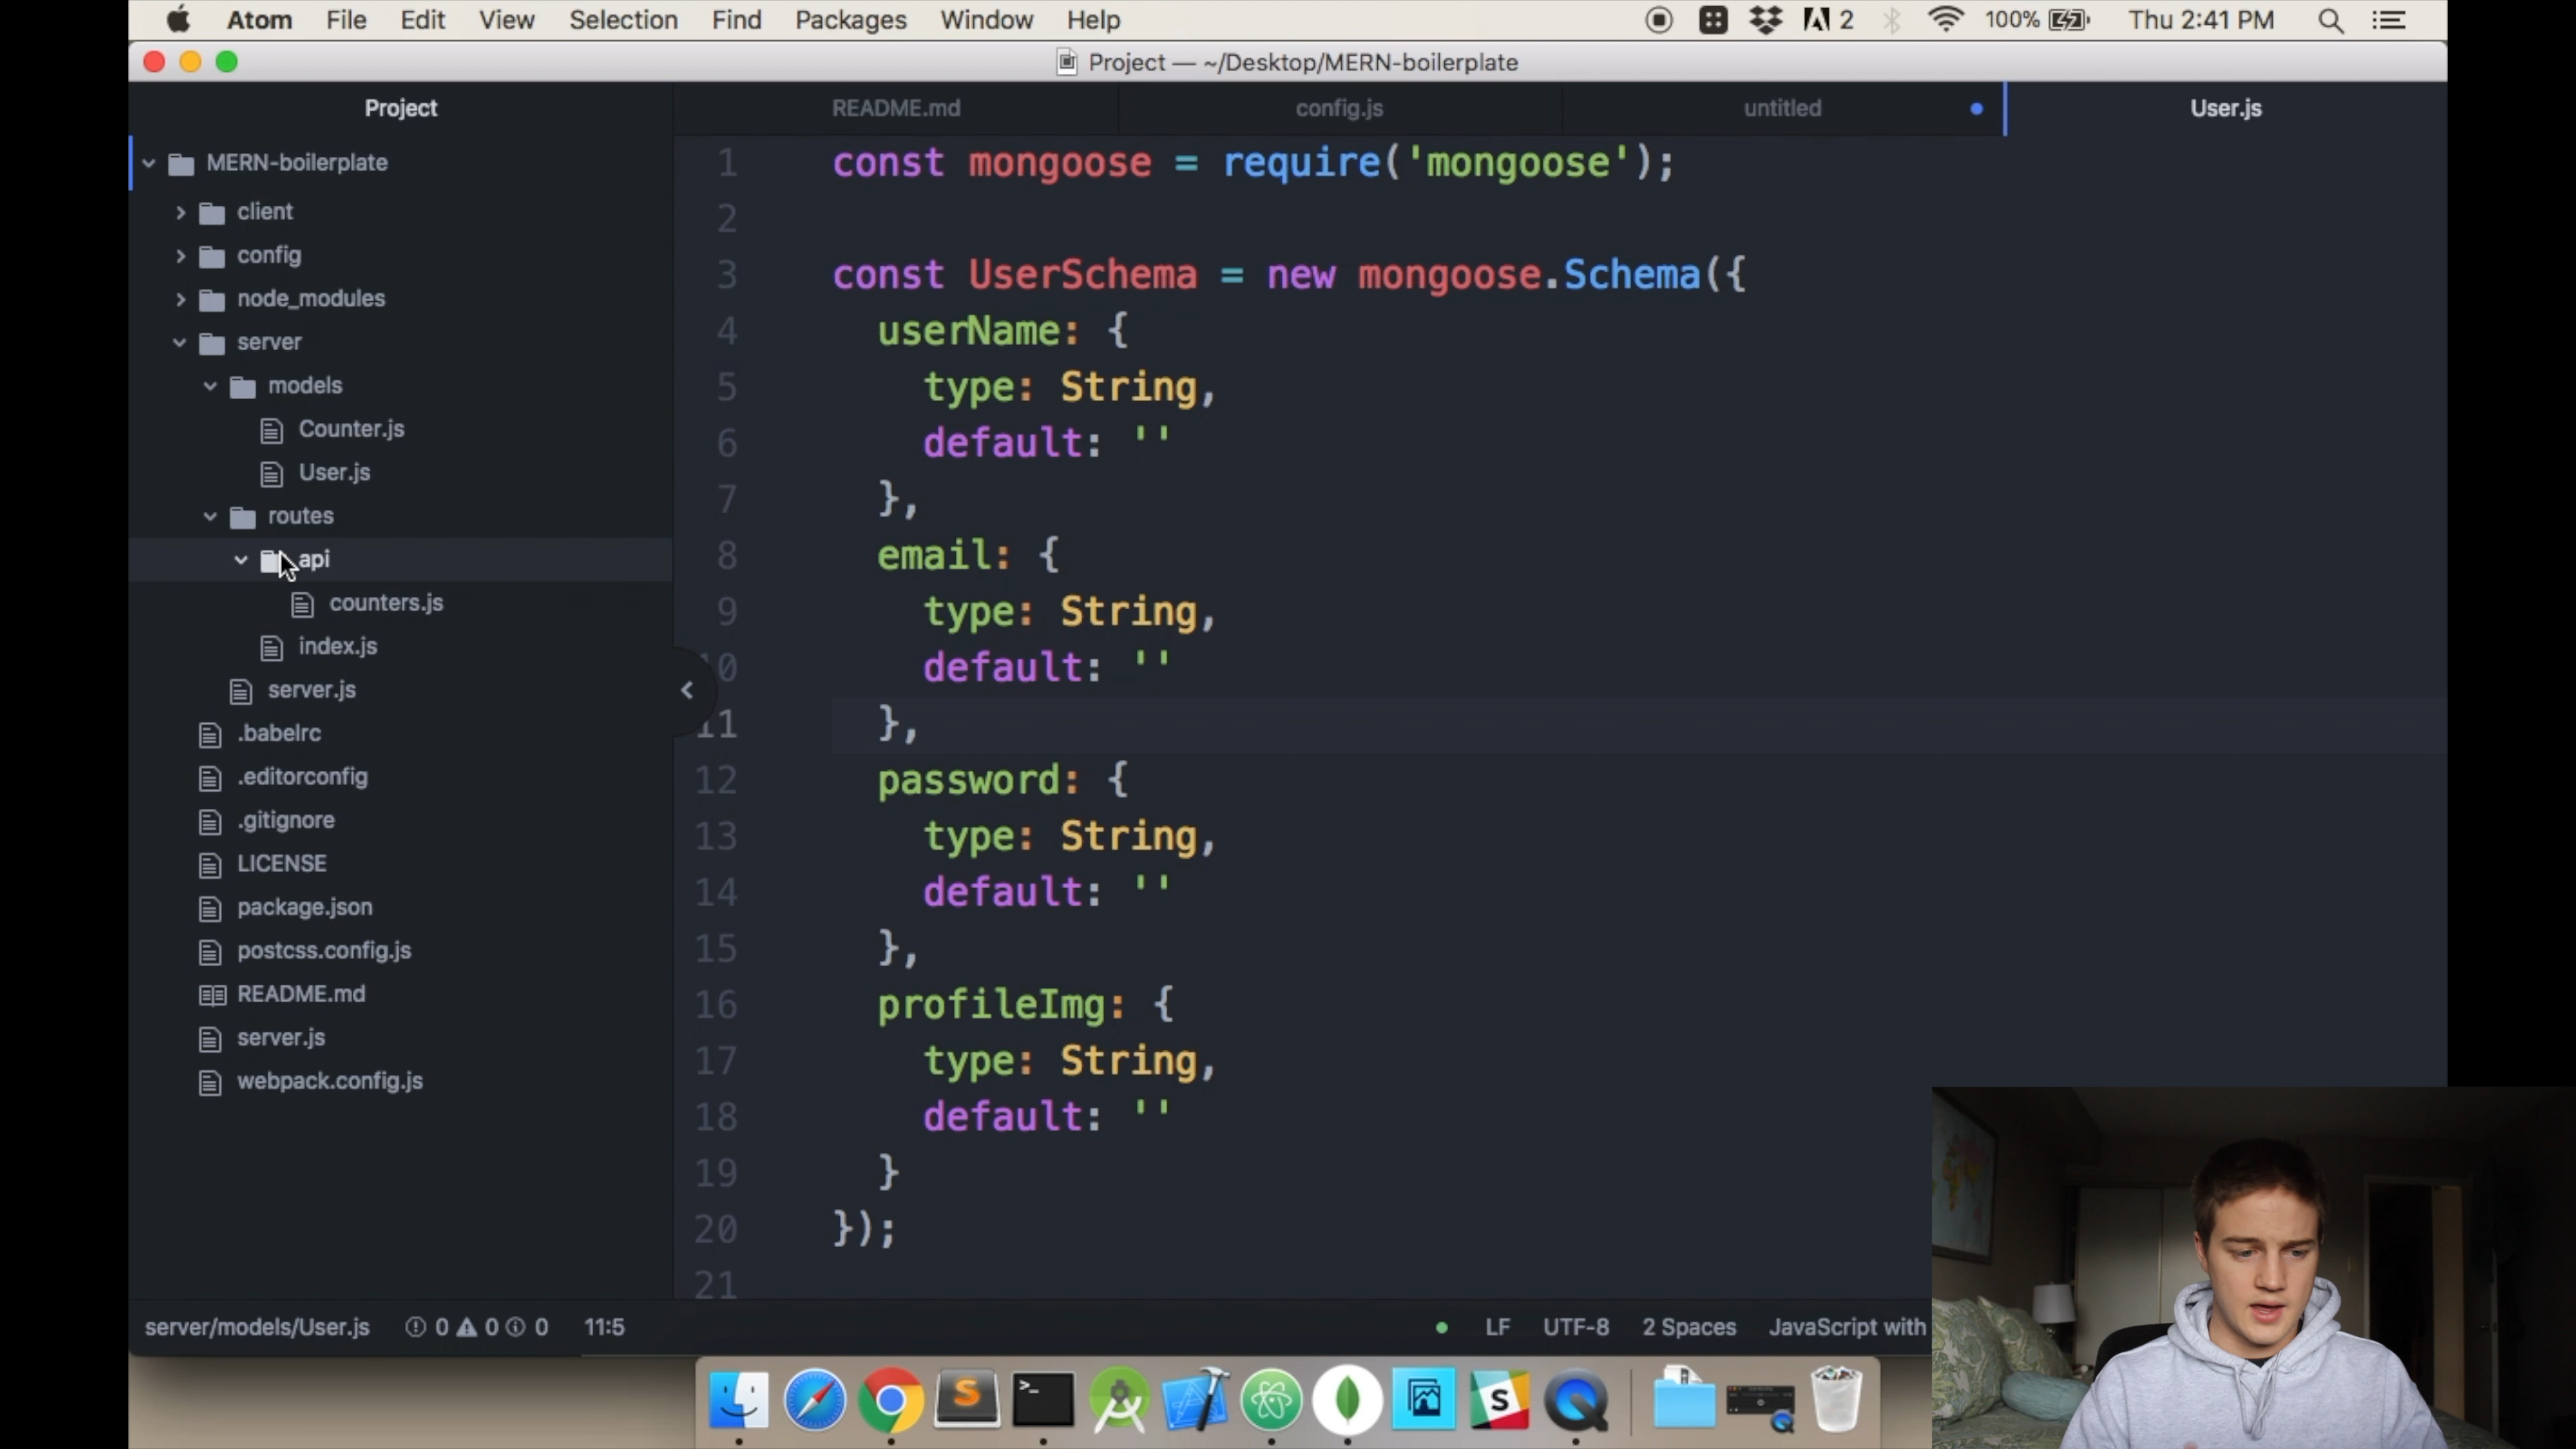 Atom File Edit View Selection Find Packages Window Help 2 100% Thu 2:41 PM
Project — ~/Desktop/MERN-boilerplate
Project
README.md
config.js
untitled
User.js
MERN-boilerplate
client
config
node_modules
server
models
Counter.js
User.js
routes
api
counters.js
index.js
server.js
.babelrc
.editorconfig
.gitignore
LICENSE
package.json
postcss.config.js
README.md
server.js
webpack.config.js
1 const mongoose = require('mongoose');
2
3 const UserSchema = new mongoose.Schema({
4 userName: {
5 type: String,
6 default: ''
7 },
8 email: {
9 type: String,
10 default: ''
11 },
12 password: {
13 type: String,
14 default: ''
15 },
16 profileImg: {
17 type: String,
18 default: ''
19 }
20 });
21
server/models/User.js 0 0 0 11:5 LF UTF-8 2 Spaces JavaScript with